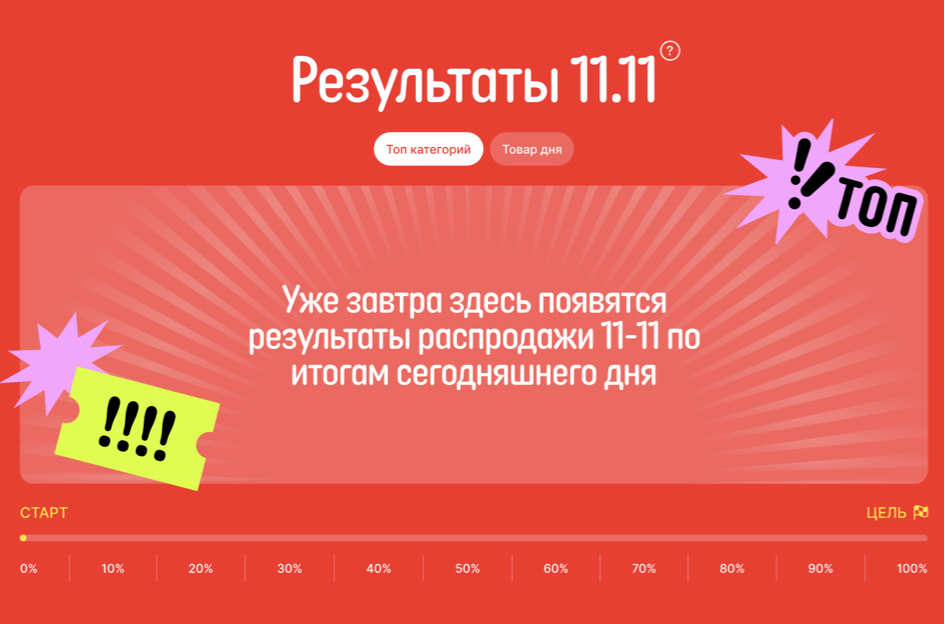 Результаты 11.11
?
Топ категорий
Товар дня
!! ТОП
Уже завтра здесь появятся
результаты распродажи 11-11 по
итогам сегодняшнего дня
!!!!
СТАРТ
ЦЕЛЬ
0%
10%
20%
30%
40%
50%
60%
70%
80%
90%
100%